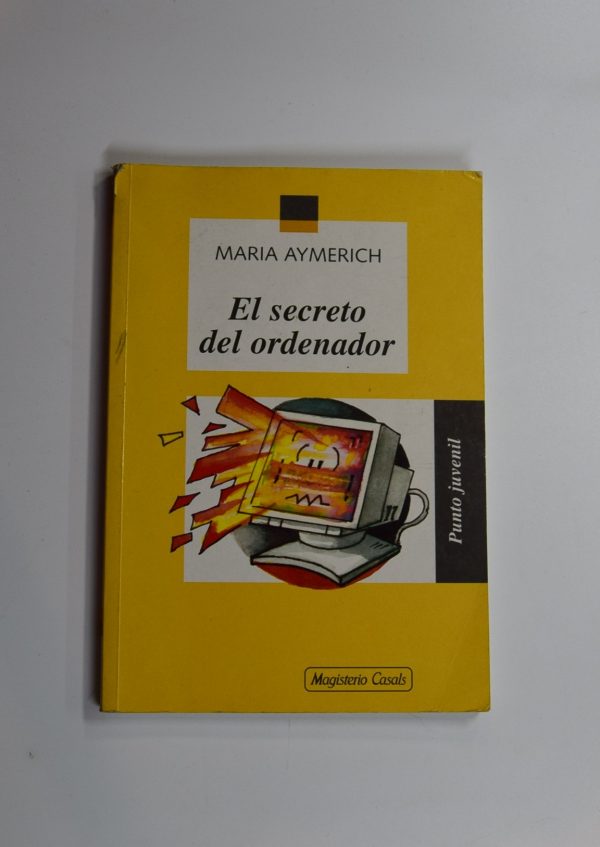 MARIA AYMERICH
El secreto
del ordenador
Punto juvenil
Magisterio Casals